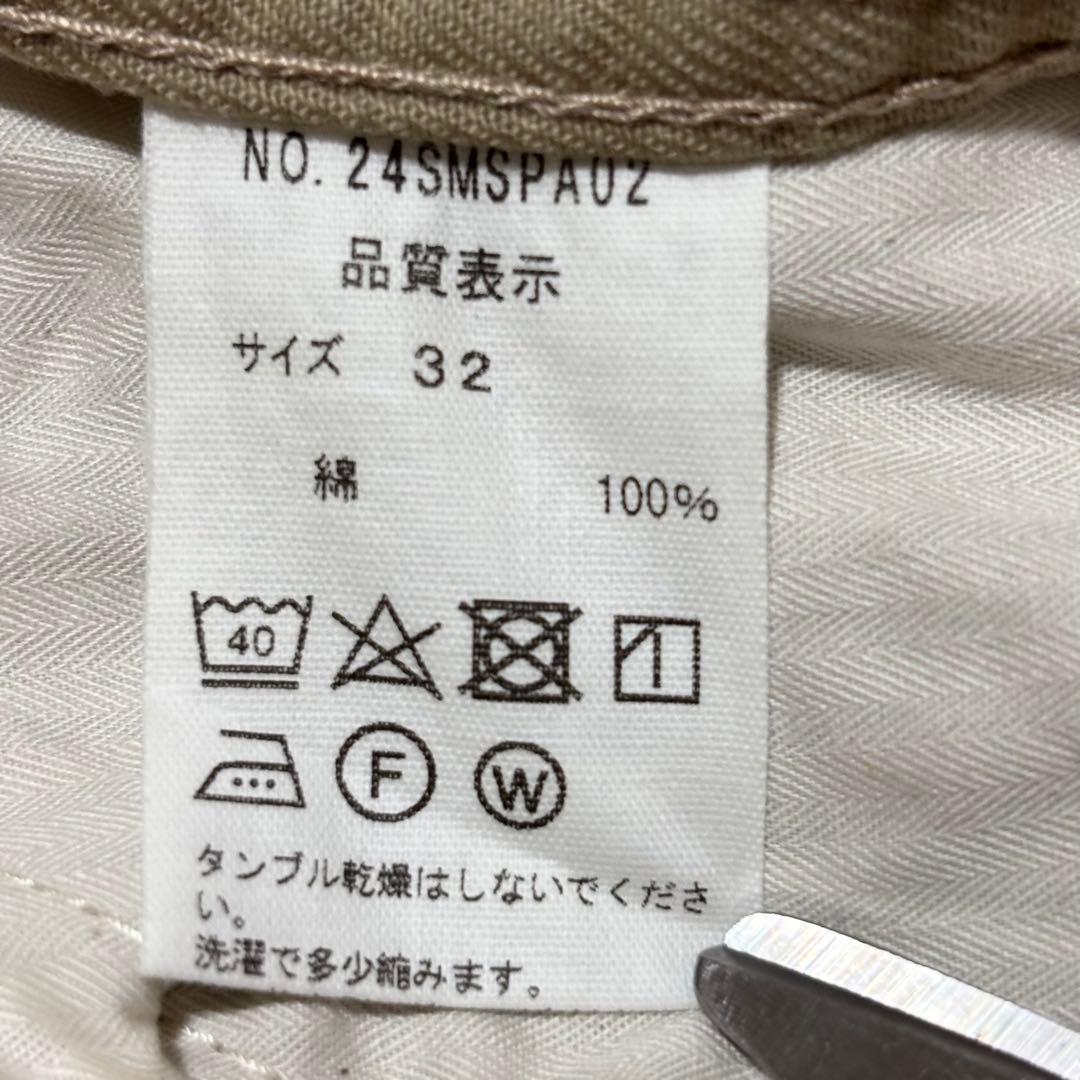 NO. 24SMSPA02
品質表示
サイズ 32
綿 100%
40
F W
タンブル乾燥はしないでくださ
い。
洗濯で多少縮みます。